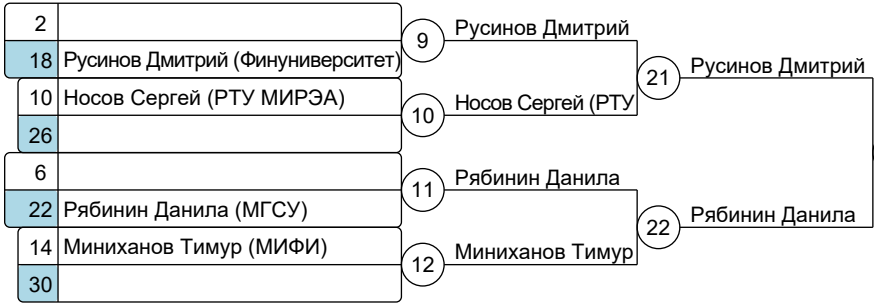 2
18 Русинов Дмитрий (Финуниверситет)
10 Носов Сергей (РТУ МИРЭА)
26
6
22 Рябинин Данила (МГСУ)
14 Миниханов Тимур (МИФИ)
30
9
Русинов Дмитрий
10
Носов Сергей (РТУ
11
Рябинин Данила
12
Миниханов Тимур
21
Русинов Дмитрий
22
Рябинин Данила